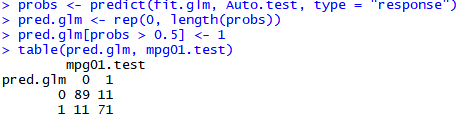 > probs <- predict(fit.glm, Auto.test, type = "response")
> pred.glm <- rep(0, length(probs))
> pred.glm[probs > 0.5] <- 1
> table(pred.glm, mpg01.test)
mpg01.test
pred.glm 0 1
0 89 11
1 11 71